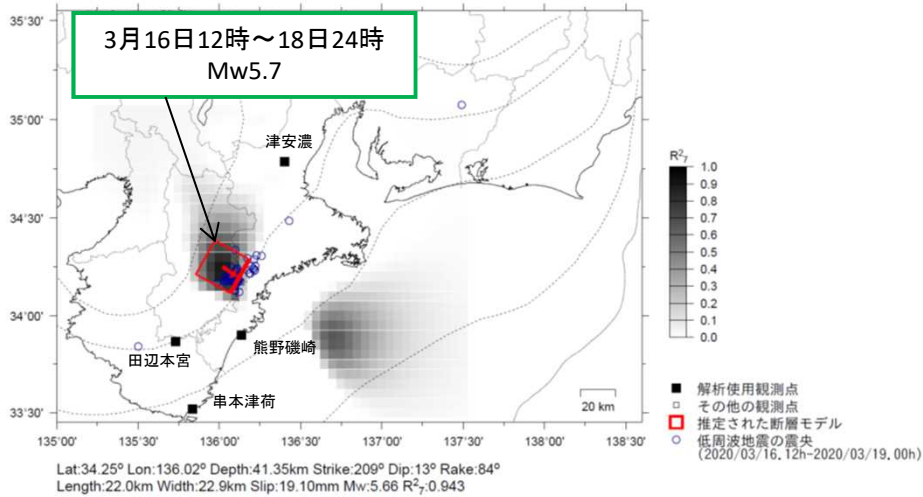 3月16日12時～18日24時
Mw5.7
35°30'
35°00'
34°30'
34°00'
33°30'
津安濃
田辺本宮
熊野磯崎
串本津荷
20 km
135°00'
135°30'
136°00'
136°30'
137°00'
137°30'
138°00'
138°30'
R²₇
1.0
0.9
0.8
0.7
0.6
0.5
0.4
0.3
0.2
0.1
0.0
解析使用観測点
その他の観測点
推定された断層モデル
低周波地震の震央
(2020/03/16.12h-2020/03/19.00h)
Lat:34.25° Lon:136.02° Depth:41.35km Strike:209° Dip:13° Rake:84°
Length:22.0km Width:22.9km Slip:19.10mm Mw:5.66 R²₇:0.943